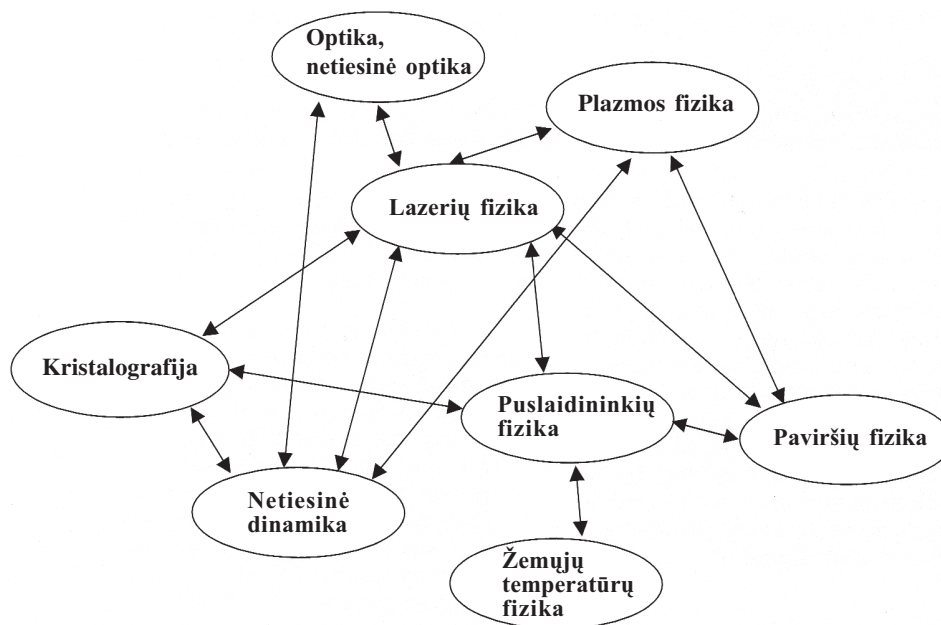 Optika,
netiesinė optika
Plazmos fizika
Lazerių fizika
Kristalografija
Puslaidininkių
fizika
Paviršių fizika
Netiesinė
dinamika
Žemųjų
temperatūrų
fizika